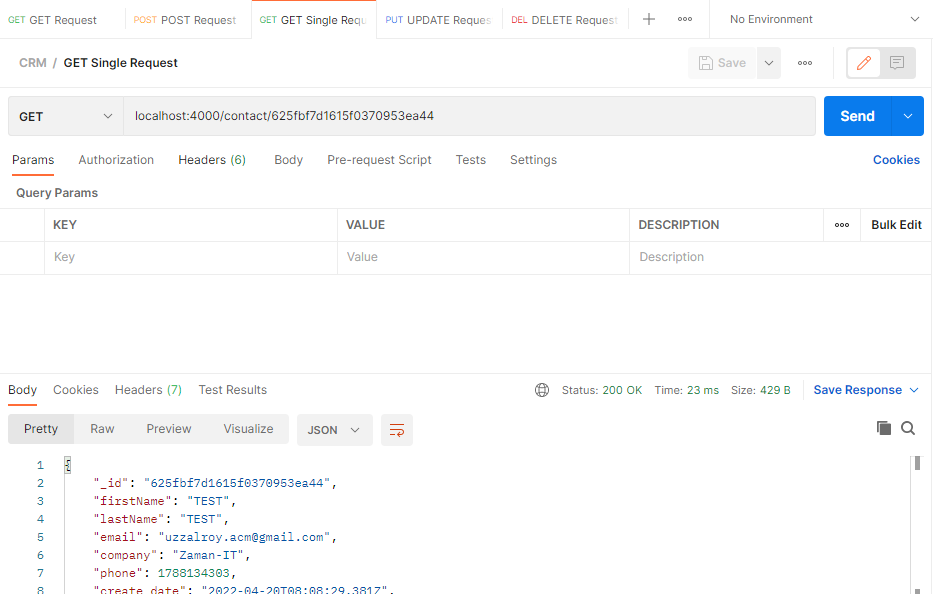 GET GET Request POST POST Request GET GET Single Requ PUT UPDATE Reques DEL DELETE Request No Environment
CRM / GET Single Request Save
GET localhost:4000/contact/625fbf7d1615f0370953ea44 Send
Params Authorization Headers (6) Body Pre-request Script Tests Settings Cookies
Query Params
KEY VALUE DESCRIPTION Bulk Edit
Key Value Description
Body Cookies Headers (7) Test Results Status: 200 OK Time: 23 ms Size: 429 B Save Response
Pretty Raw Preview Visualize JSON
1 {
2 "_id": "625fbf7d1615f0370953ea44",
3 "firstName": "TEST",
4 "lastName": "TEST",
5 "email": "uzzalroy.acm@gmail.com",
6 "company": "Zaman-IT",
7 "phone": 1788134303,
8 "create_date": "2022-04-20T08:08:29.381Z",